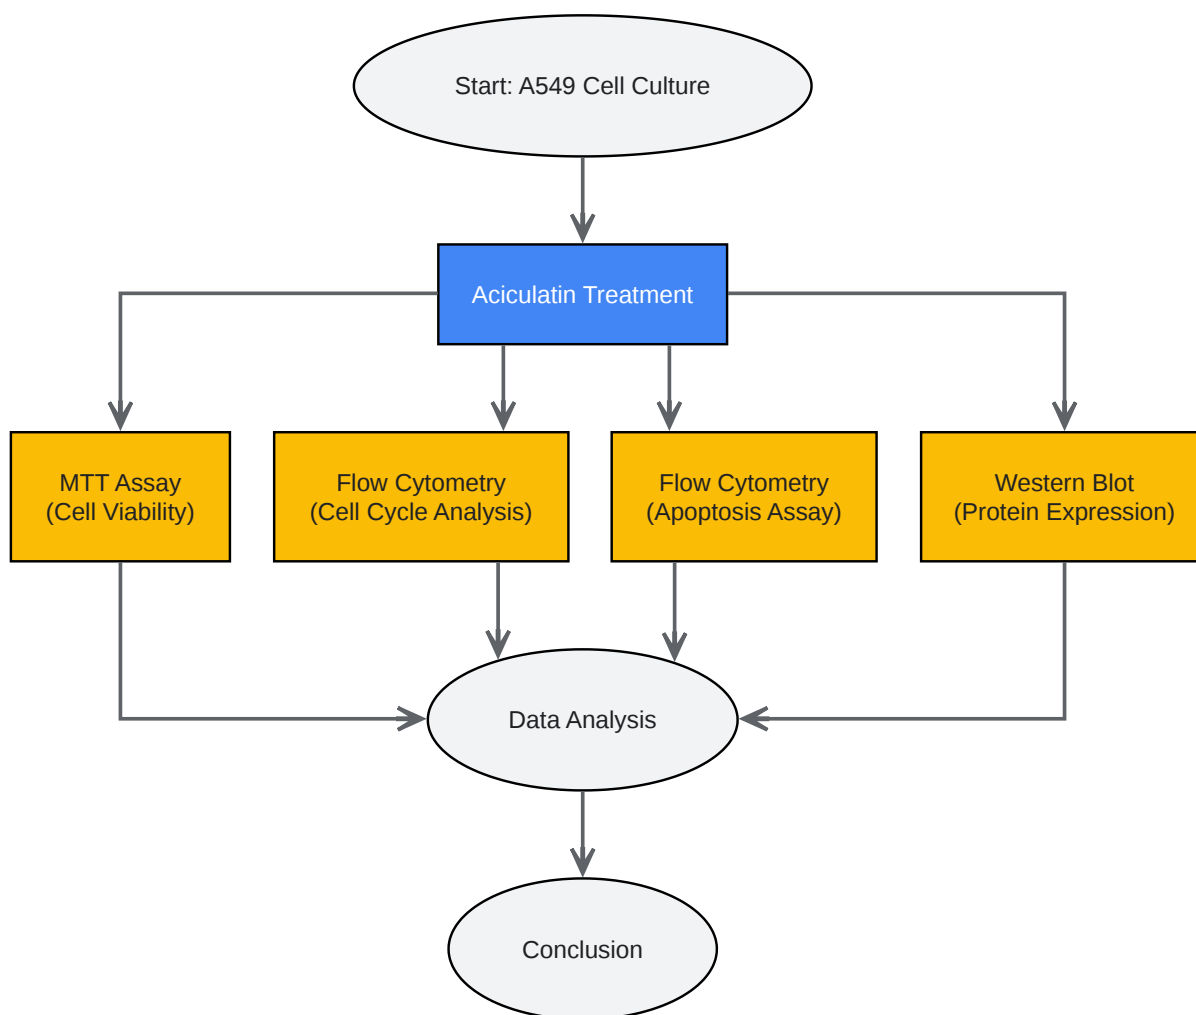 Start: A549 Cell Culture
Aciculatin Treatment
MTT Assay
(Cell Viability)
Flow Cytometry
(Cell Cycle Analysis)
Flow Cytometry
(Apoptosis Assay)
Western Blot
(Protein Expression)
Data Analysis
Conclusion